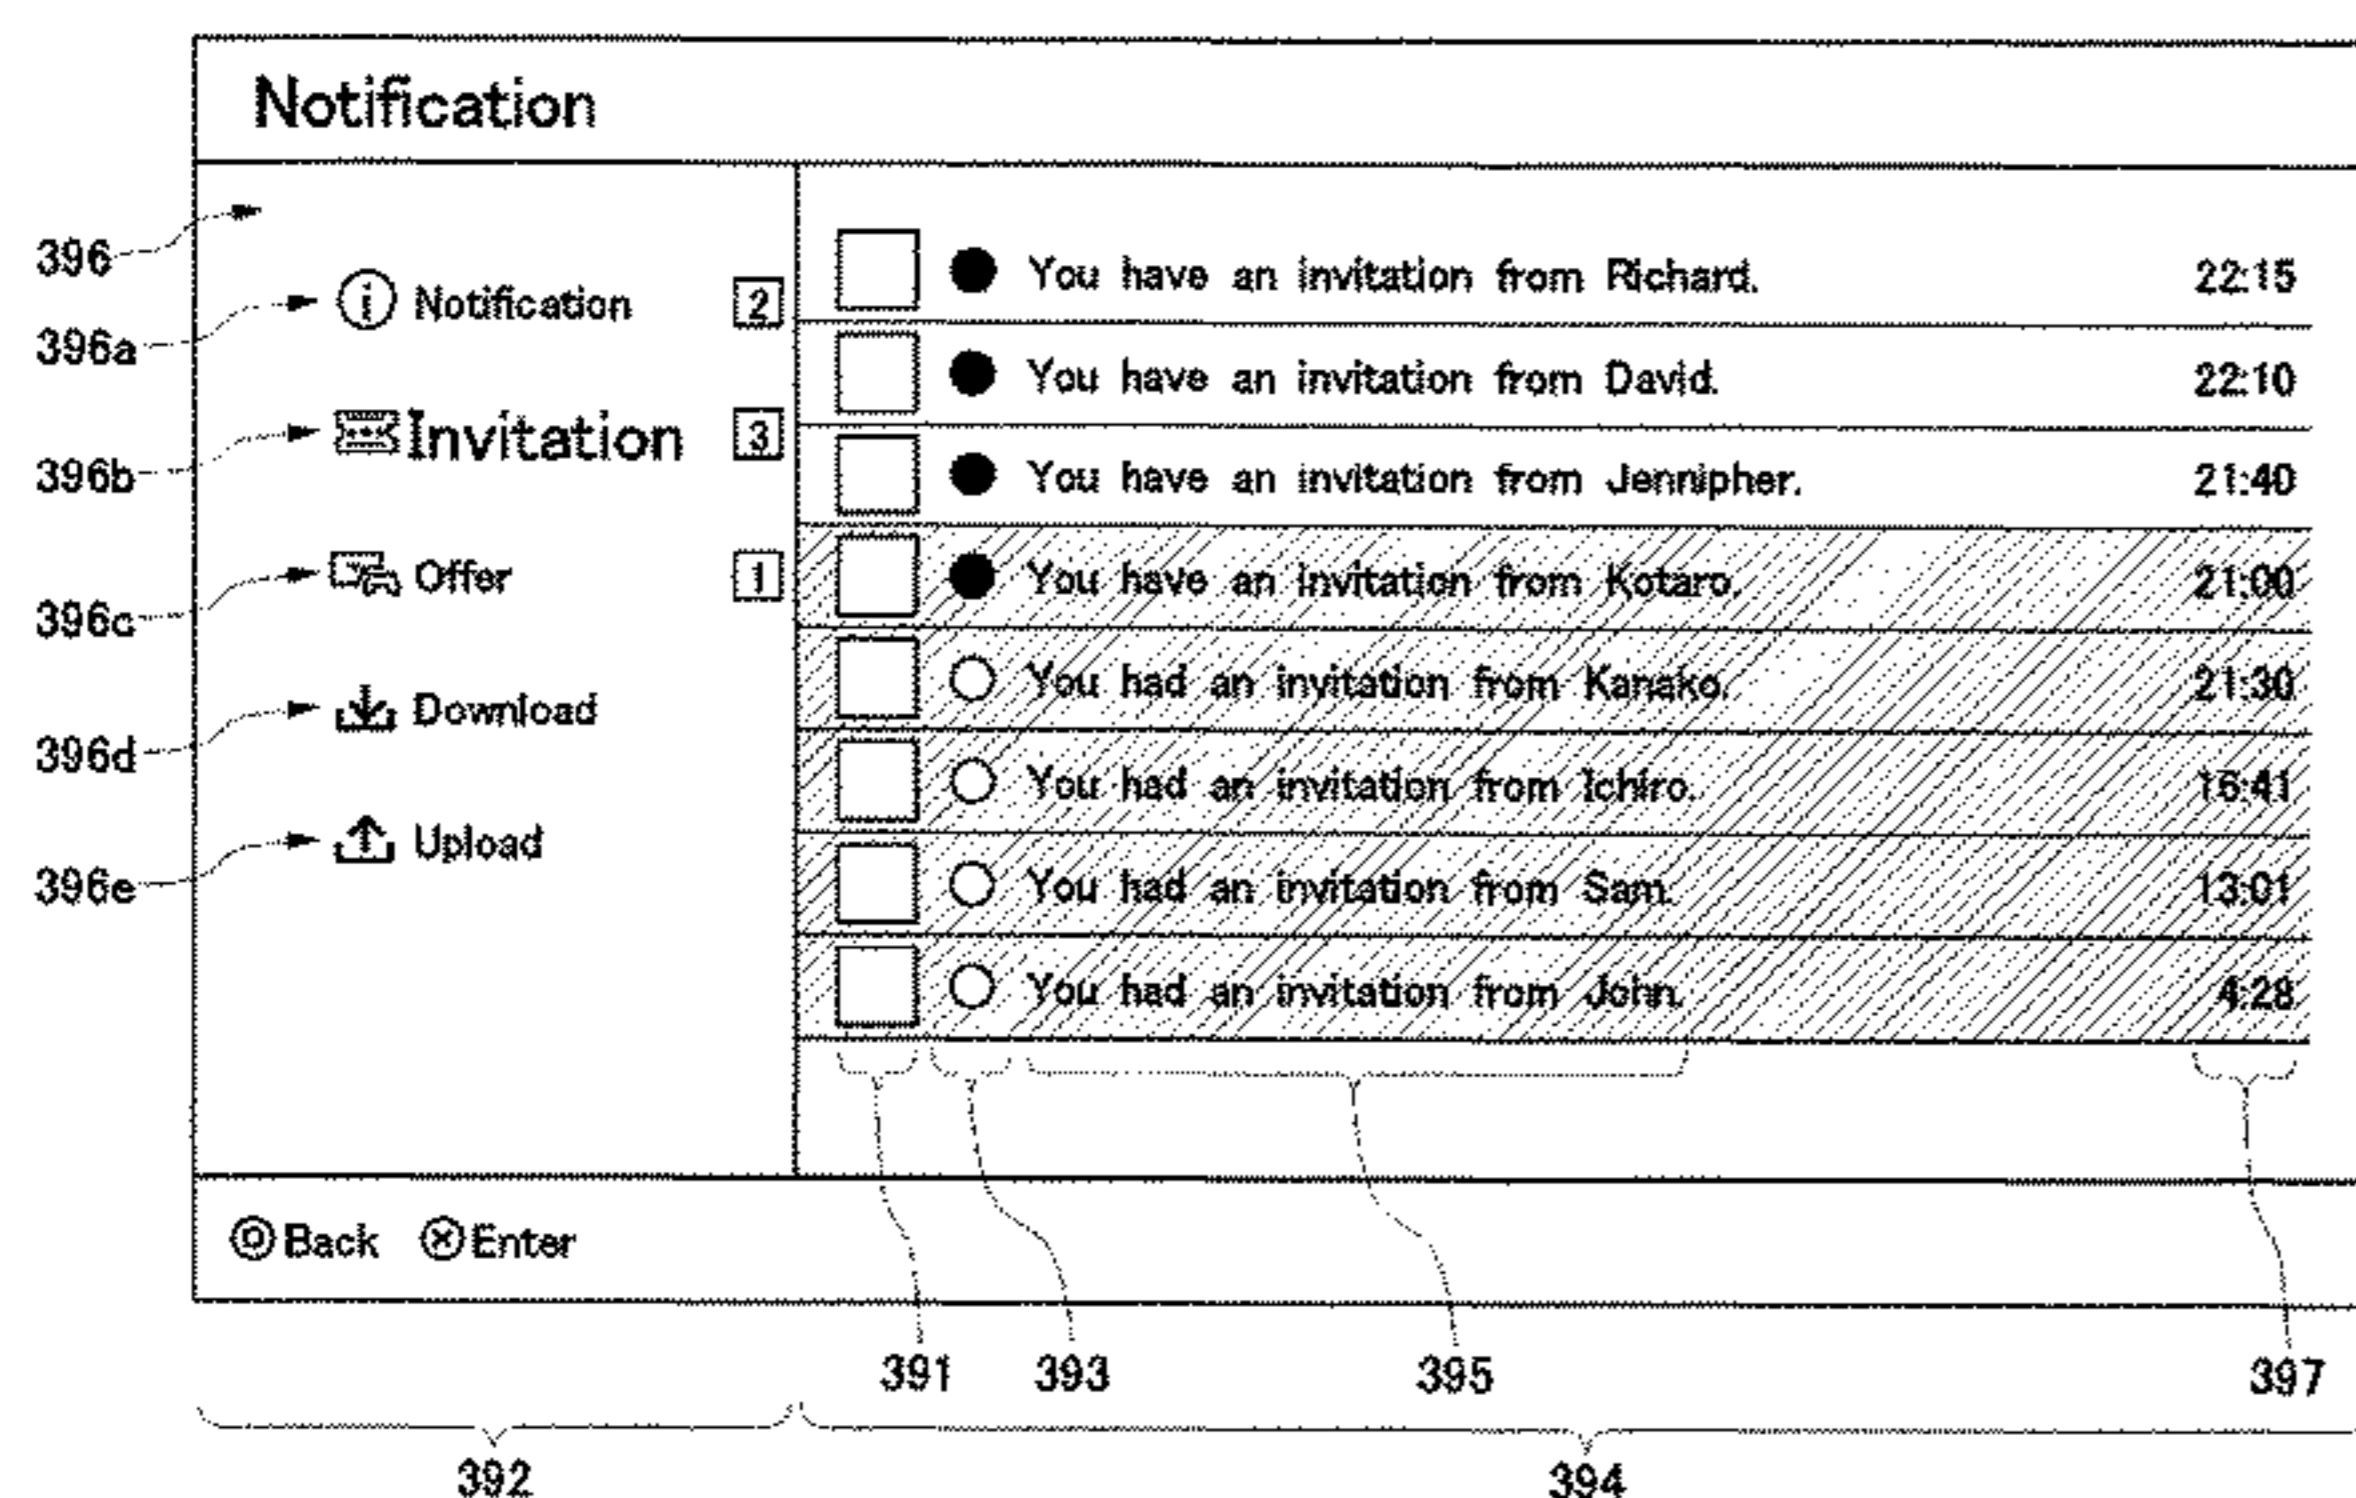 Notification
396
396a
Notification 2
396b
Invitation 3
396c
Offer 1
396d
Download
396e
Upload
You have an invitation from Richard. 22:15
You have an invitation from David. 22:10
You have an invitation from Jennipher. 21:40
You have an invitation from Kotaro. 21:00
You had an invitation from Kanako. 21:30
You had an invitation from Ichiro. 16:41
You had an invitation from Sam. 13:01
You had an invitation from John. 4:28
Back Enter
391 393 395 397
392 394